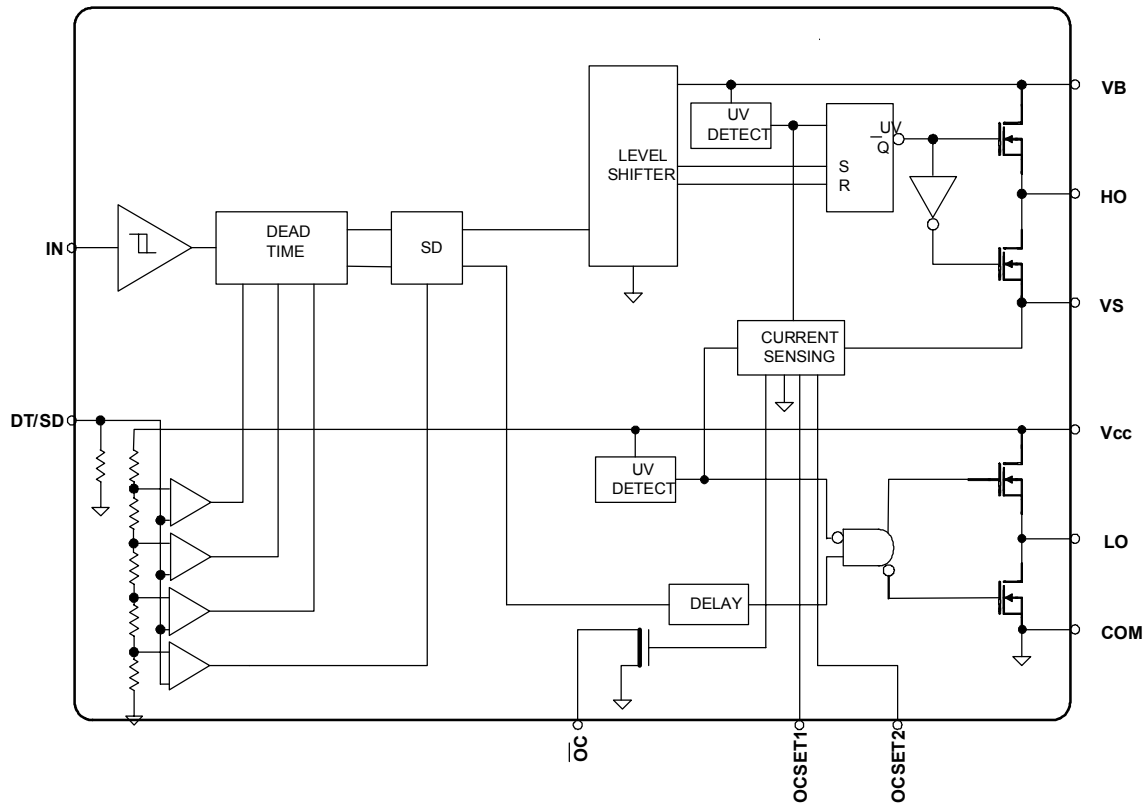 VB
UV
DETECT
UV
Q
LEVEL
SHIFTER
S
R
HO
IN
DEAD
TIME
SD
VS
CURRENT
SENSING
DT/SD
Vcc
UV
DETECT
LO
DELAY
COM
OC
OCSET1
OCSET2